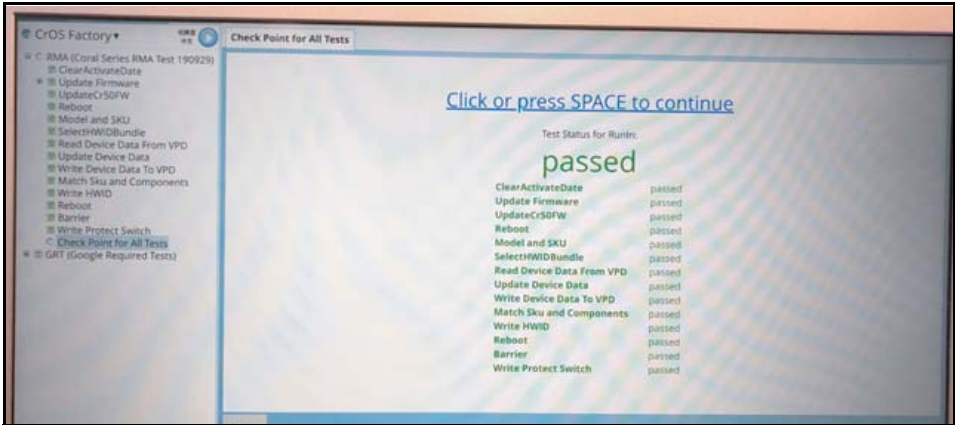 CrOS Factory▾
RMA (Coral Series RMA Test 190929)
ClearActivateDate
Update Firmware
UpdateCr50FW
Reboot
Model and SKU
SelectHWIDBundle
Read Device Data From VPD
Update Device Data
Write Device Data To VPD
Match Sku and Components
Write HWID
Reboot
Barrier
Write Protect Switch
Check Point for All Tests
GRT (Google Required Tests)
Check Point for All Tests
Click or press SPACE to continue
Test Status for RunIn:
passed
ClearActivateDate passed
Update Firmware passed
UpdateCr50FW passed
Reboot passed
Model and SKU passed
SelectHWIDBundle passed
Read Device Data From VPD passed
Update Device Data passed
Write Device Data To VPD passed
Match Sku and Components passed
Write HWID passed
Reboot passed
Barrier passed
Write Protect Switch passed